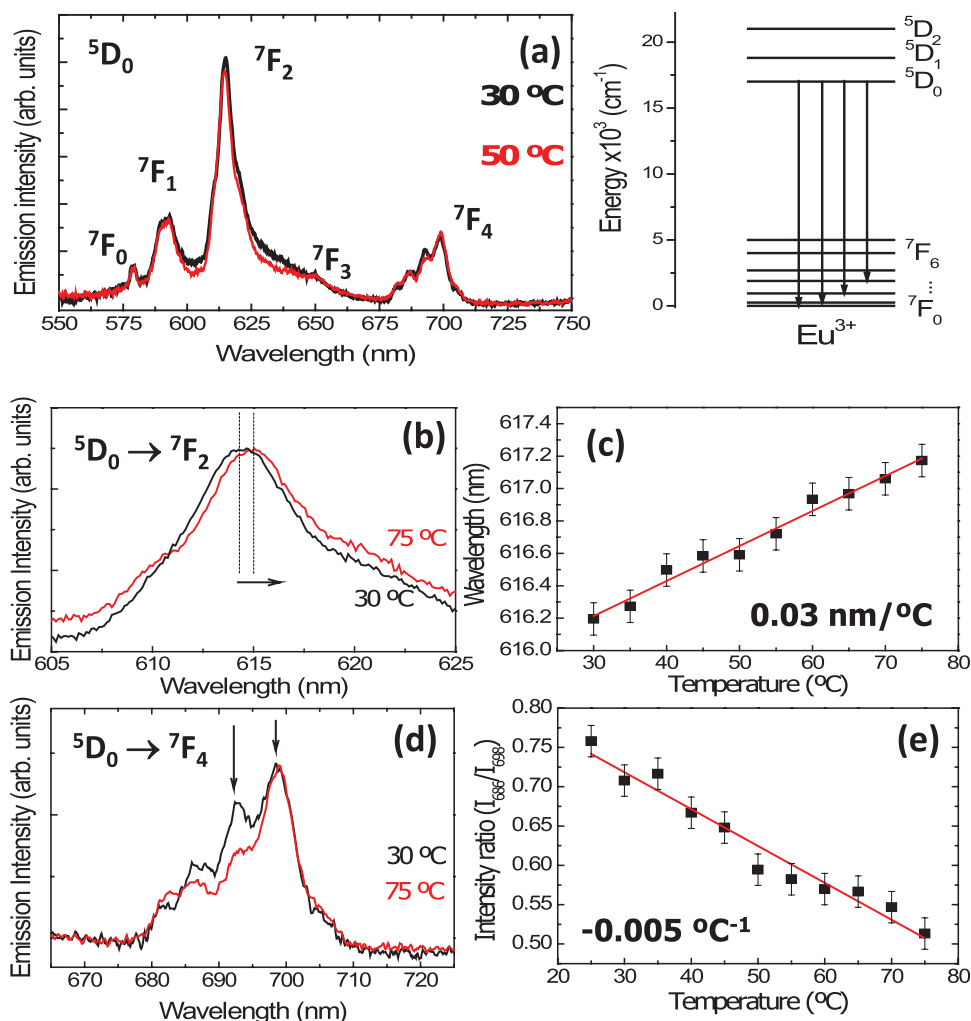 Emission intensity (arb. units)
⁵D₀
⁷F₂
(a)
30 ºC
50 ºC
⁷F₁
⁷F₀
⁷F₃
⁷F₄
550 575 600 625 650 675 700 725 750
Wavelength (nm)
Energy x10³ (cm⁻¹)
20
15
5
0
⁵D₂
⁵D₁
⁵D₀
⁷F₆
...
⁷F₀
Eu³⁺
Emission Intensity (arb. units)
⁵D₀ → ⁷F₂
(b)
75 ºC
30 ºC
605 610 615 620 625
Wavelength (nm)
Wavelength (nm)
617.4
617.2
617.0
616.8
616.6
616.4
616.2
616.0
(c)
0.03 nm/ºC
30 40 50 60 70 80
Temperature (ºC)
Emission Intensity (arb. units)
⁵D₀ → ⁷F₄
(d)
30 ºC
75 ºC
670 680 690 700 710 720
Wavelength (nm)
Intensity ratio (I₆₈₆/I₆₉₈)
0.80
0.75
0.70
0.65
0.60
0.55
0.50
(e)
-0.005 ºC⁻¹
20 30 40 50 60 70 80
Temperature (ºC)